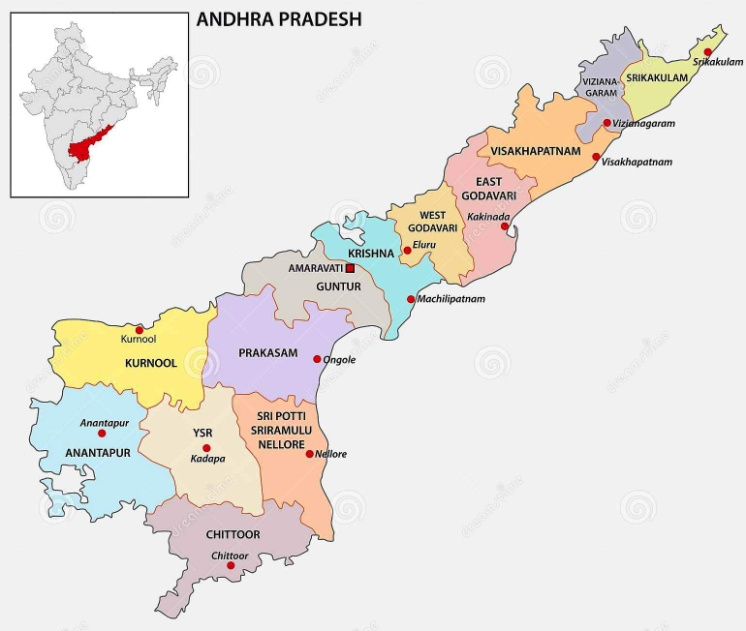 ANDHRA PRADESH
VIZIANA-
GARAM
SRIKAKULAM
Srikakulam
Vizianagaram
VISAKHAPATNAM
Visakhapatnam
EAST
GODAVARI
Kakinada
WEST
GODAVARI
Eluru
KRISHNA
AMARAVATI
GUNTUR
Machilipatnam
Kurnool
KURNOOL
PRAKASAM
Ongole
Anantapur
ANANTAPUR
YSR
Kadapa
SRI POTTI
SRIRAMULU
NELLORE
Nellore
CHITTOOR
Chittoor